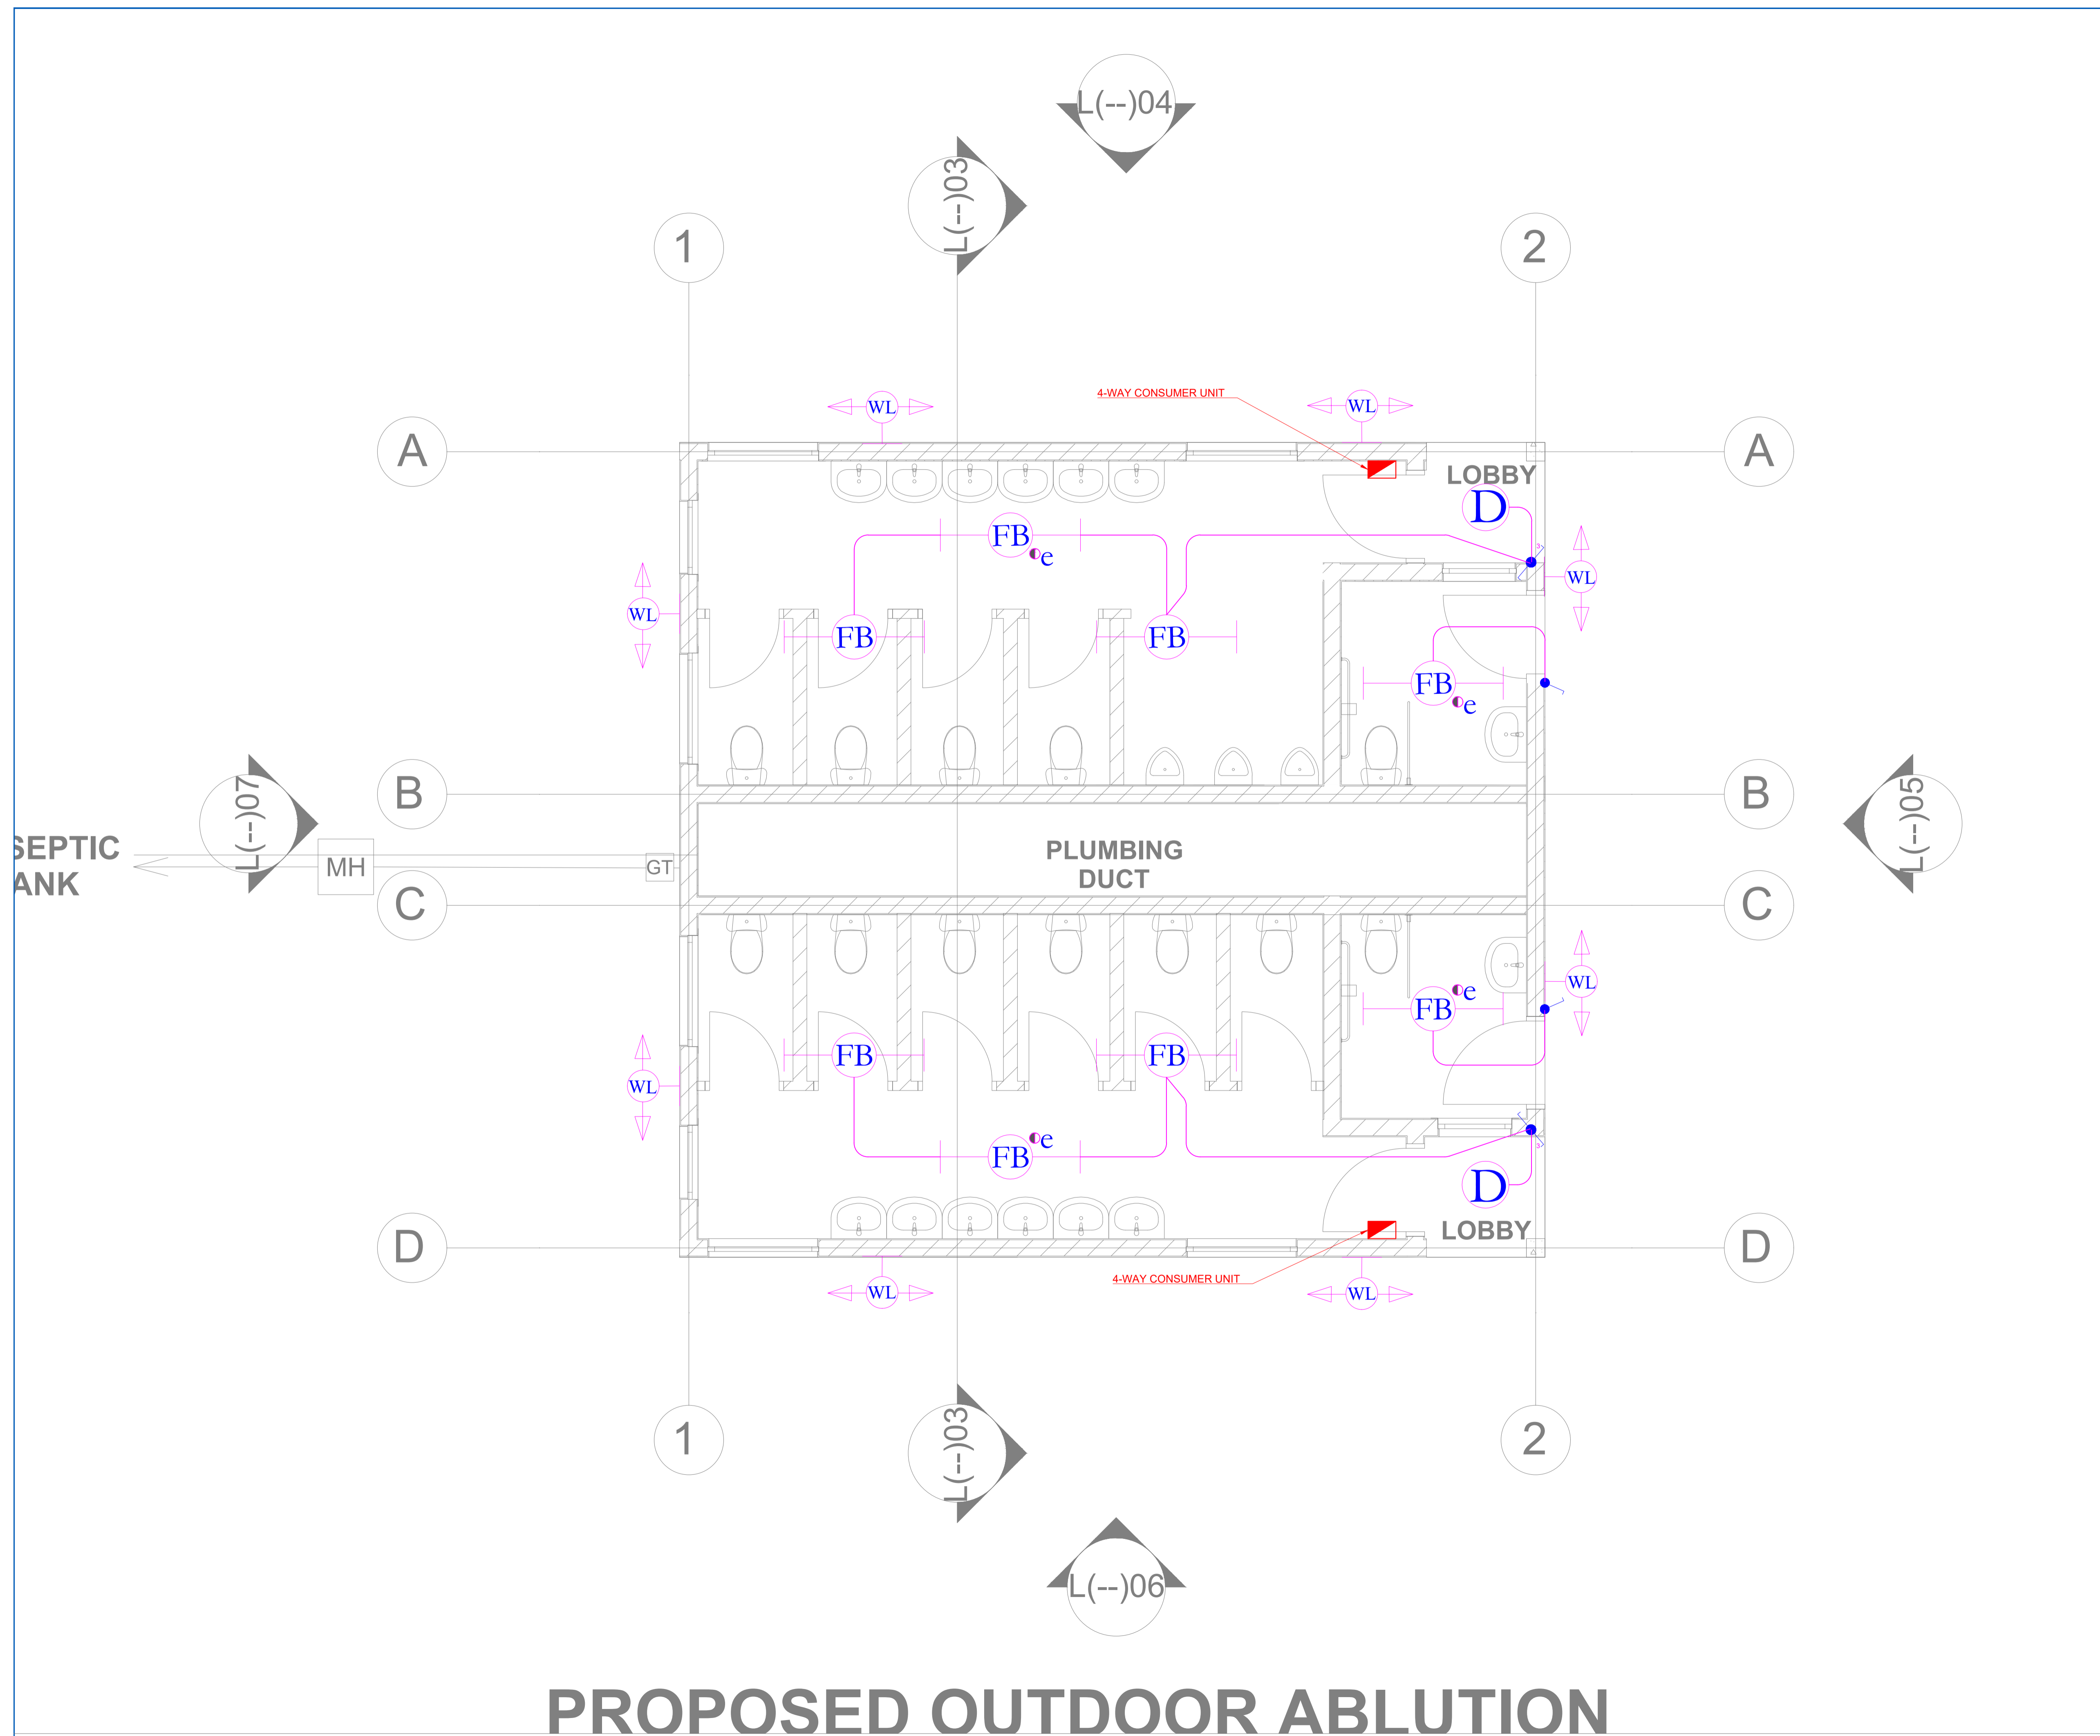 L(--)04
L(--)03
1
2
4-WAY CONSUMER UNIT
WL
WL
A
A
LOBBY
D
FB
e
3
WL
WL
FB
FB
FB
e
B
B
L(--)07
L(--)05
SEPTIC
ANK
MH
GT
PLUMBING
DUCT
C
C
WL
e
FB
FB
FB
WL
3
e
FB
D
LOBBY
D
D
4-WAY CONSUMER UNIT
WL
WL
1
2
L(--)03
L(--)06
PROPOSED OUTDOOR ABLUTION